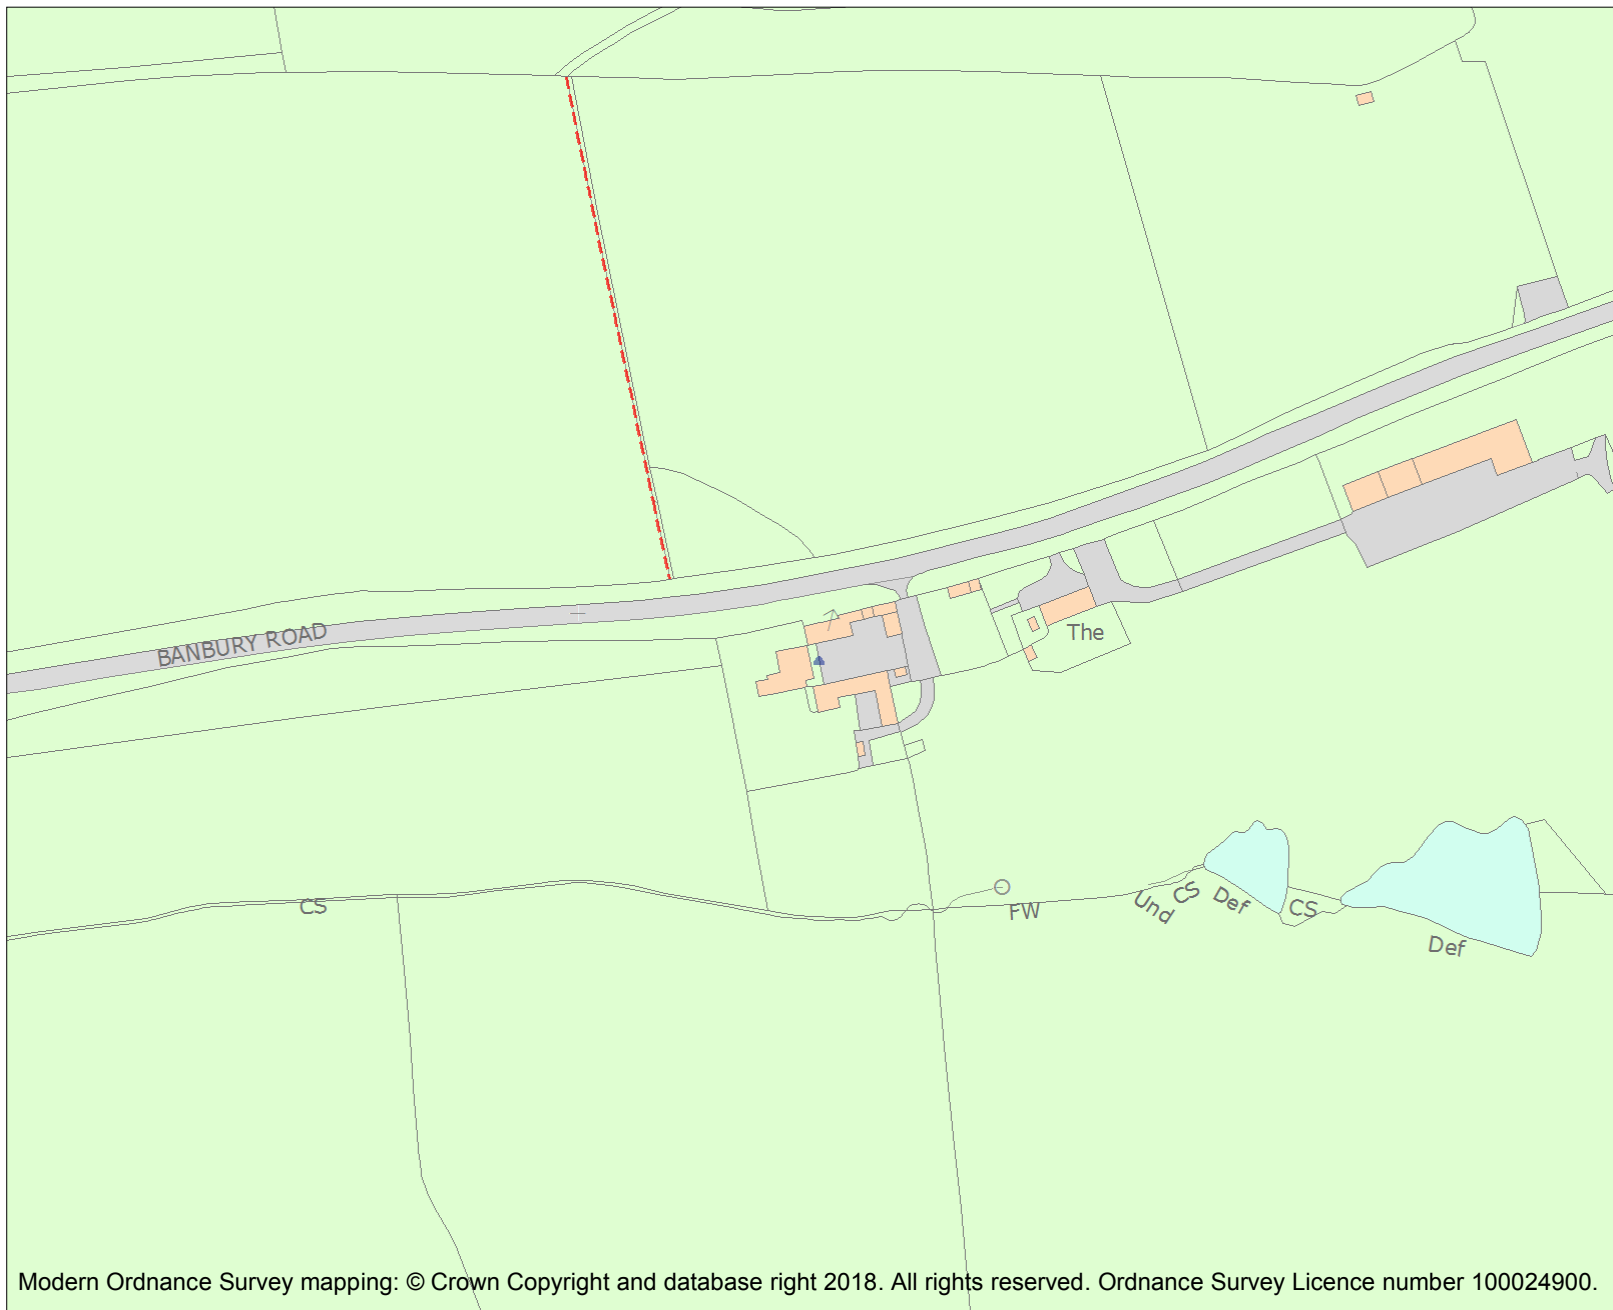 BANBURY ROAD
The
CS
FW
Und
CS
Def
CS
Def
Modern Ordnance Survey mapping: © Crown Copyright and database right 2018. All rights reserved. Ordnance Survey Licence number 100024900.